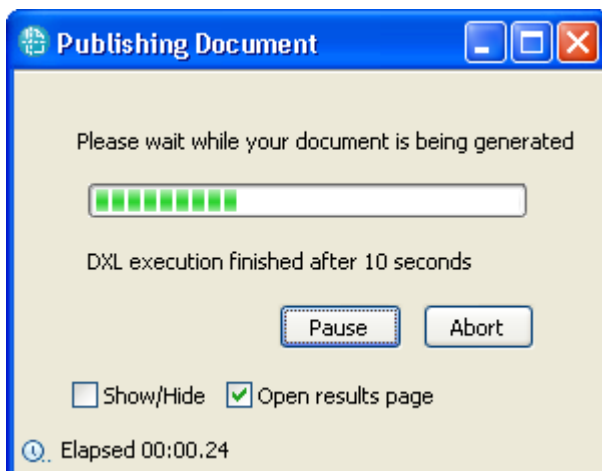 Publishing Document
Please wait while your document is being generated
DXL execution finished after 10 seconds
Pause Abort
Show/Hide Open results page
Elapsed 00:00.24